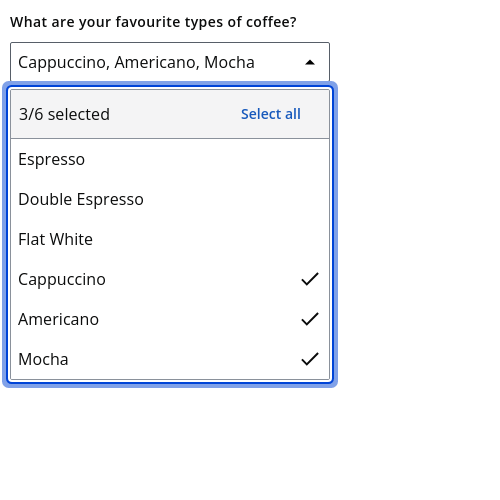 What are your favourite types of coffee?
Cappuccino, Americano, Mocha
3/6 selected Select all
Espresso
Double Espresso
Flat White
Cappuccino
Americano
Mocha